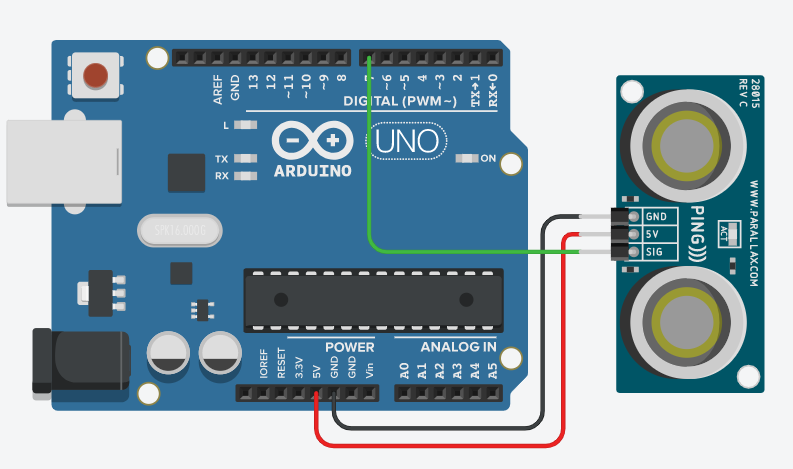 AREF
GND
13
12
~11
~10
~9
8
7
~6
~5
4
~3
2
TX→1
RX←0
DIGITAL (PWM~)
L
TX
RX
ARDUINO
UNO
ON
SPK16.000G
POWER
ANALOG IN
IOREF
RESET
3.3V
5V
GND
GND
Vin
A0
A1
A2
A3
A4
A5
28015
REV C
GND
5V
SIG
PING)))
ACT
WWW.PARALLAX.COM